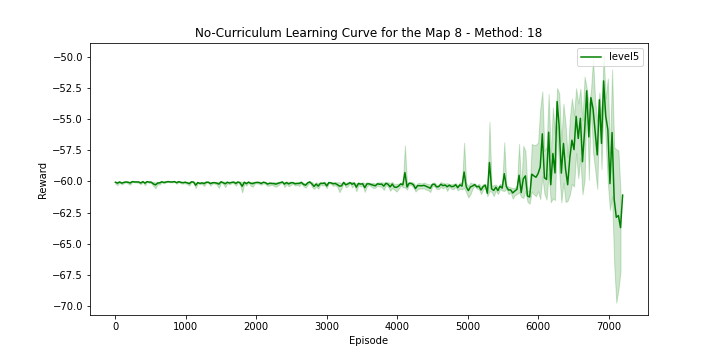 No-Curriculum Learning Curve for the Map 8 - Method: 18
level5
−50.0
−52.5
−55.0
−57.5
−60.0
−62.5
−65.0
−67.5
−70.0
Reward
0 1000 2000 3000 4000 5000 6000 7000
Episode